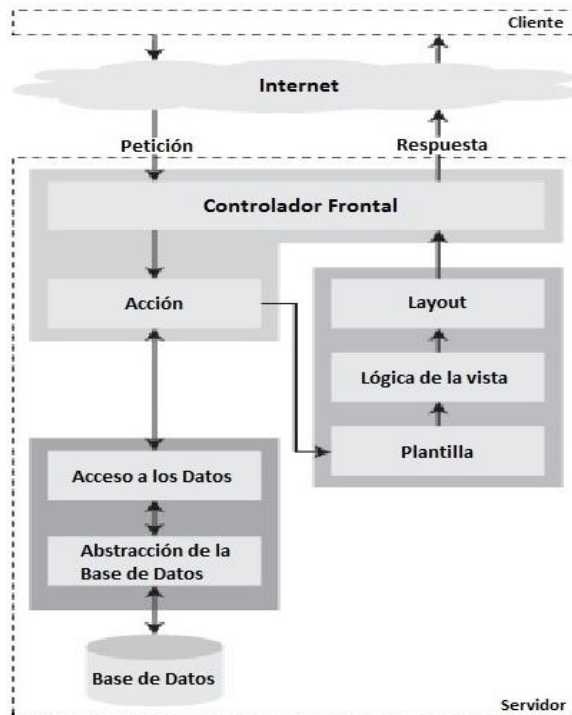 Cliente
Internet
Petición
Respuesta
Controlador Frontal
Acción
Layout
Lógica de la vista
Plantilla
Acceso a los Datos
Abstracción de la
Base de Datos
Base de Datos
Servidor